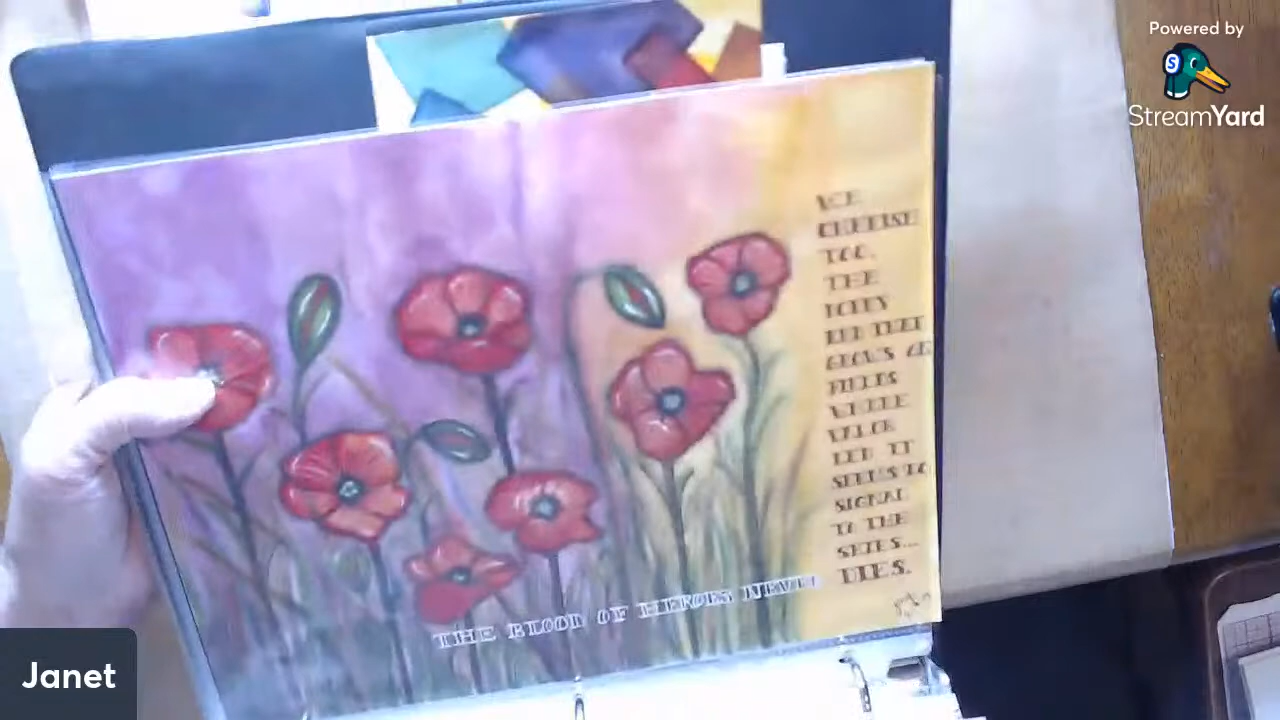 Powered by
StreamYard
WE
CHERISH
TOO,
THE
POPPY
RED THAT
GROWS ON
FIELDS
WHERE
VALOR
LED IT
SEEMS TO
SIGNAL
TO THE
SKIES...
DIES.
THE BLOOD OF HEROES NEVER
Janet